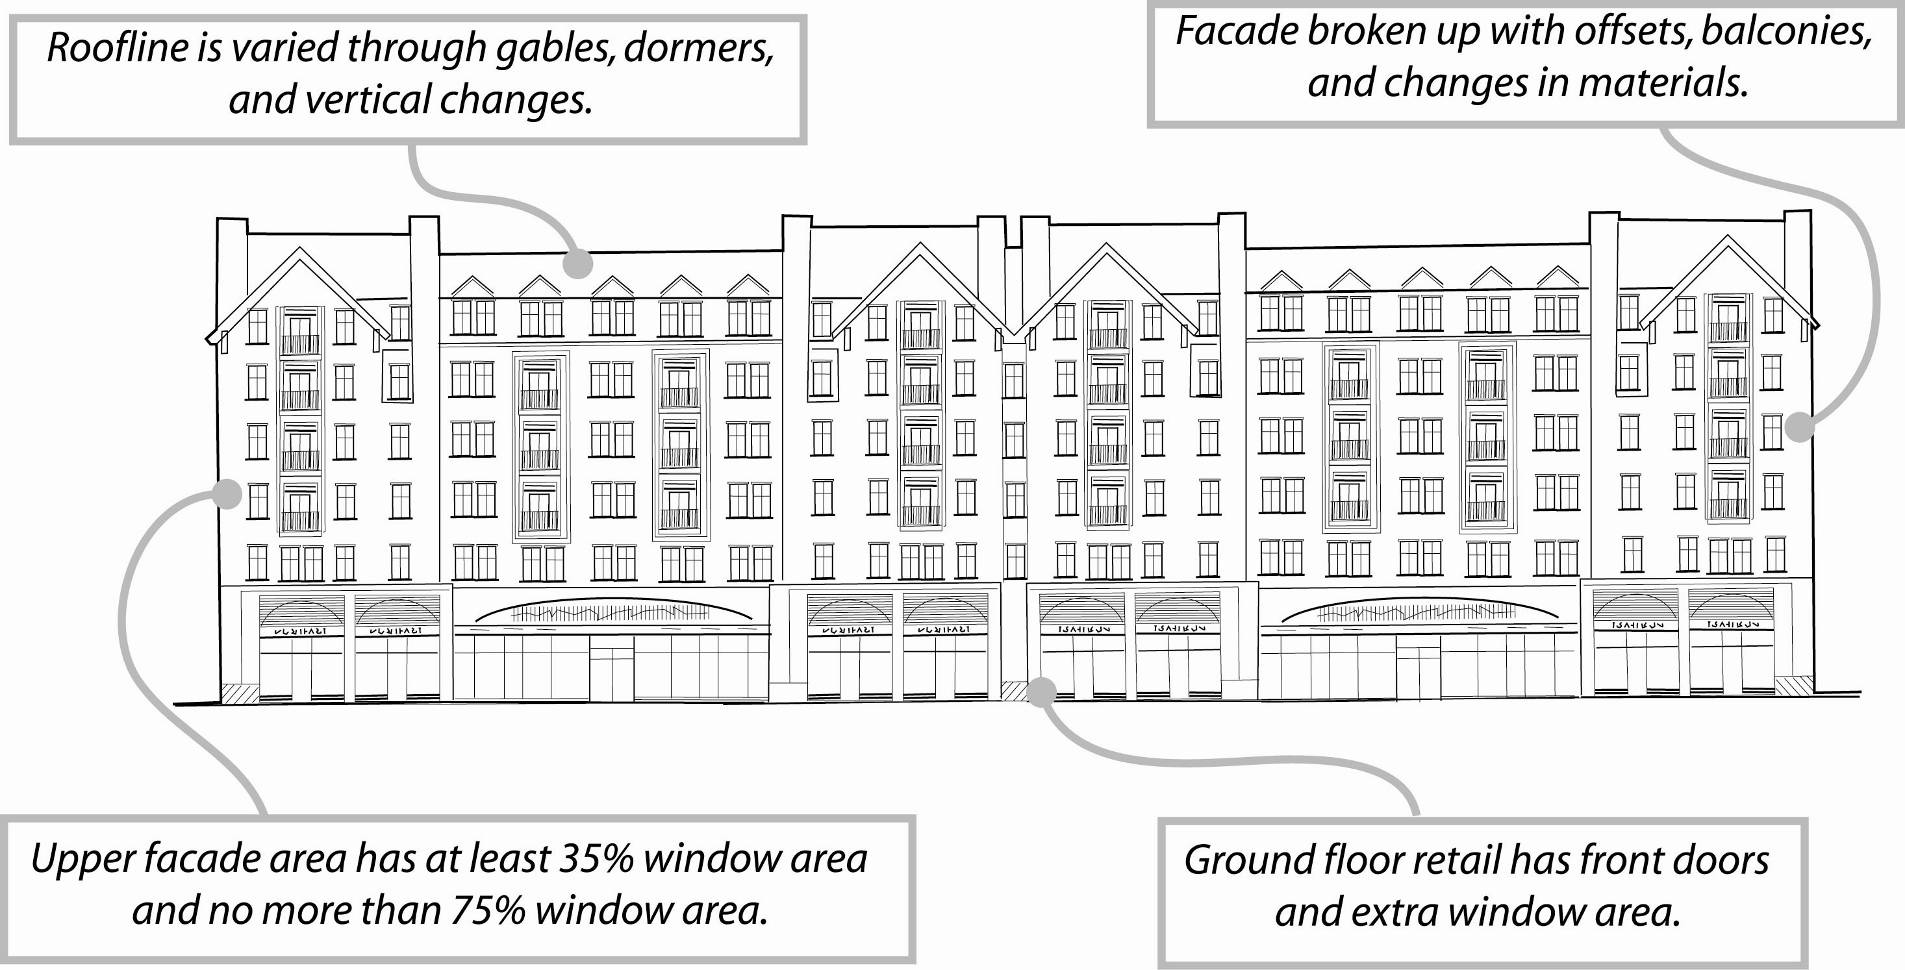 Roofline is varied through gables, dormers,
and vertical changes.
Facade broken up with offsets, balconies,
and changes in materials.
Upper facade area has at least 35% window area
and no more than 75% window area.
Ground floor retail has front doors
and extra window area.